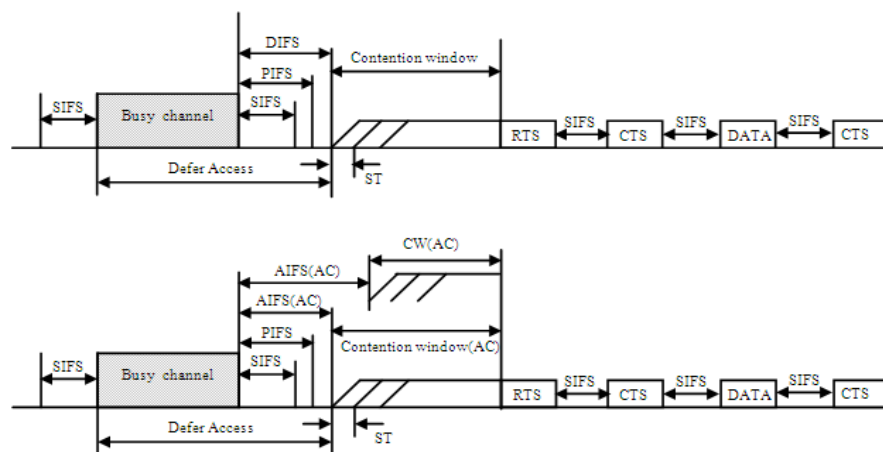 DIFS
Contention window
PIFS
SIFS
Busy channel
SIFS
RTS
SIFS
CTS
SIFS
DATA
SIFS
CTS
Defer Access
ST
CW(AC)
AIFS(AC)
AIFS(AC)
PIFS
Contention window(AC)
SIFS
Busy channel
SIFS
RTS
SIFS
CTS
SIFS
DATA
SIFS
CTS
Defer Access
ST